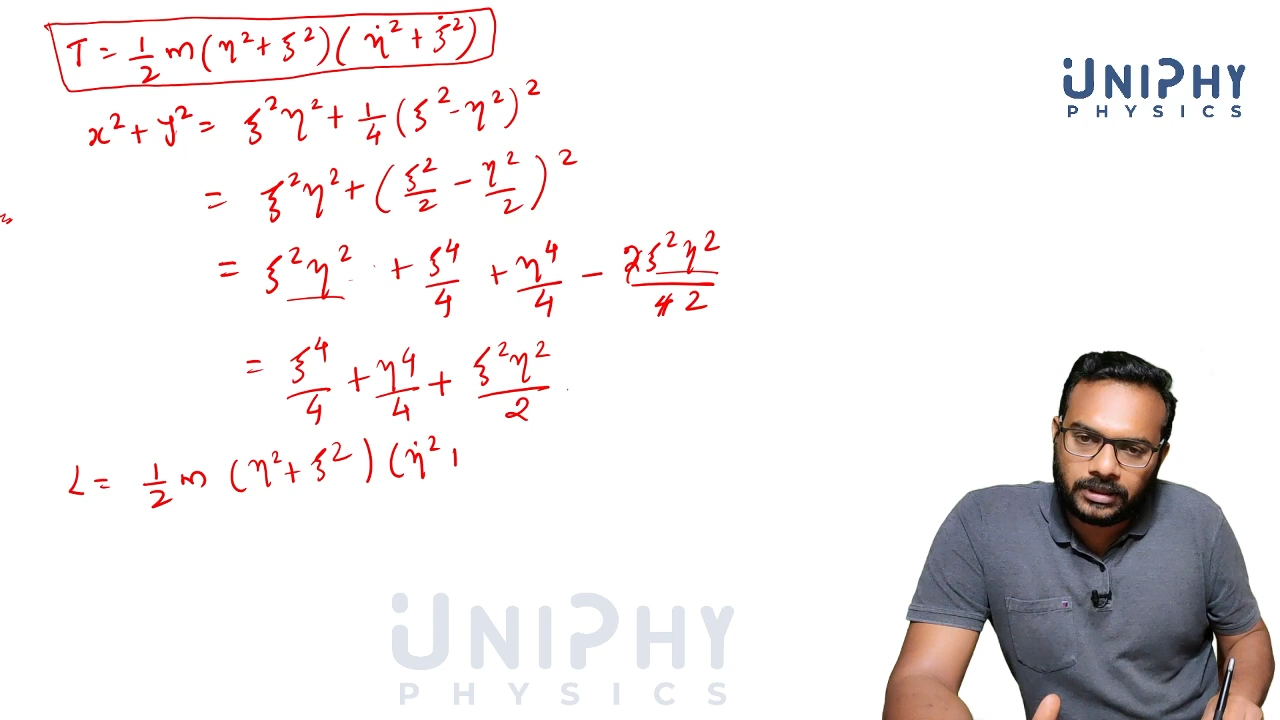 T = 1/2 m (η² + ξ²)(η̇² + ξ̇²)
x² + y² = ξ²η² + 1/4 (ξ² - η²)²
= ξ²η² + (ξ²/2 - η²/2)²
= ξ²η² + ξ⁴/4 + η⁴/4 - 2ξ²η²/4 2
= ξ⁴/4 + η⁴/4 + ξ²η²/2
L = 1/2 m (η² + ξ²)(η̇²
UNIPHY
PHYSICS
UNIPHY
PHYSICS